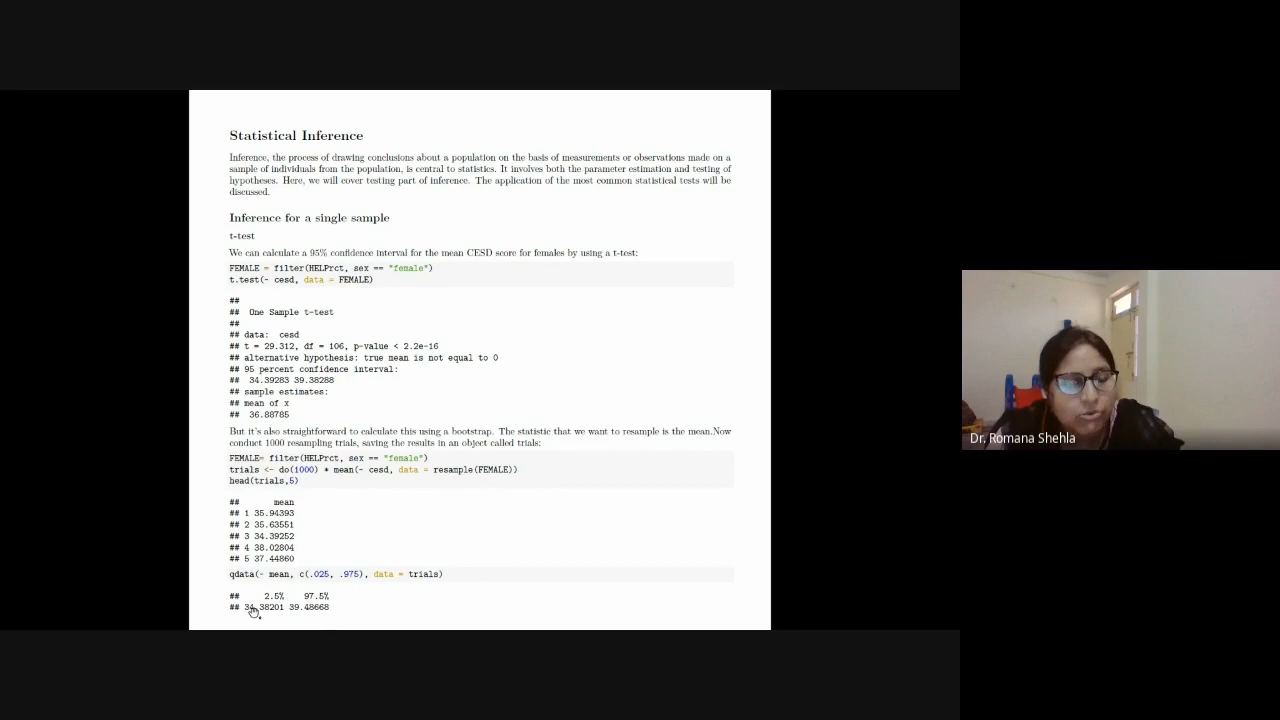 Statistical Inference
Inference, the process of drawing conclusions about a population on the basis of measurements or observations made on a
sample of individuals from the population, is central to statistics. It involves both the parameter estimation and testing of
hypotheses. Here, we will cover testing part of inference. The application of the most common statistical tests will be
discussed.
Inference for a single sample
t-test
We can calculate a 95% confidence interval for the mean CESD score for females by using a t-test:
FEMALE = filter(HELPrct, sex == "female")
t.test(~ cesd, data = FEMALE)
##
## One Sample t-test
##
## data: cesd
## t = 29.312, df = 106, p-value < 2.2e-16
## alternative hypothesis: true mean is not equal to 0
## 95 percent confidence interval:
## 34.39283 39.38288
## sample estimates:
## mean of x
## 36.88785
But it's also straightforward to calculate this using a bootstrap. The statistic that we want to resample is the mean.Now
conduct 1000 resampling trials, saving the results in an object called trials:
FEMALE= filter(HELPrct, sex == "female")
trials <- do(1000) * mean(~ cesd, data = resample(FEMALE))
head(trials,5)
## mean
## 1 35.94393
## 2 35.63551
## 3 34.39252
## 4 38.02804
## 5 37.44860
qdata(~ mean, c(.025, .975), data = trials)
## 2.5% 97.5%
## 34.38201 39.48668
Dr. Romana Shehla